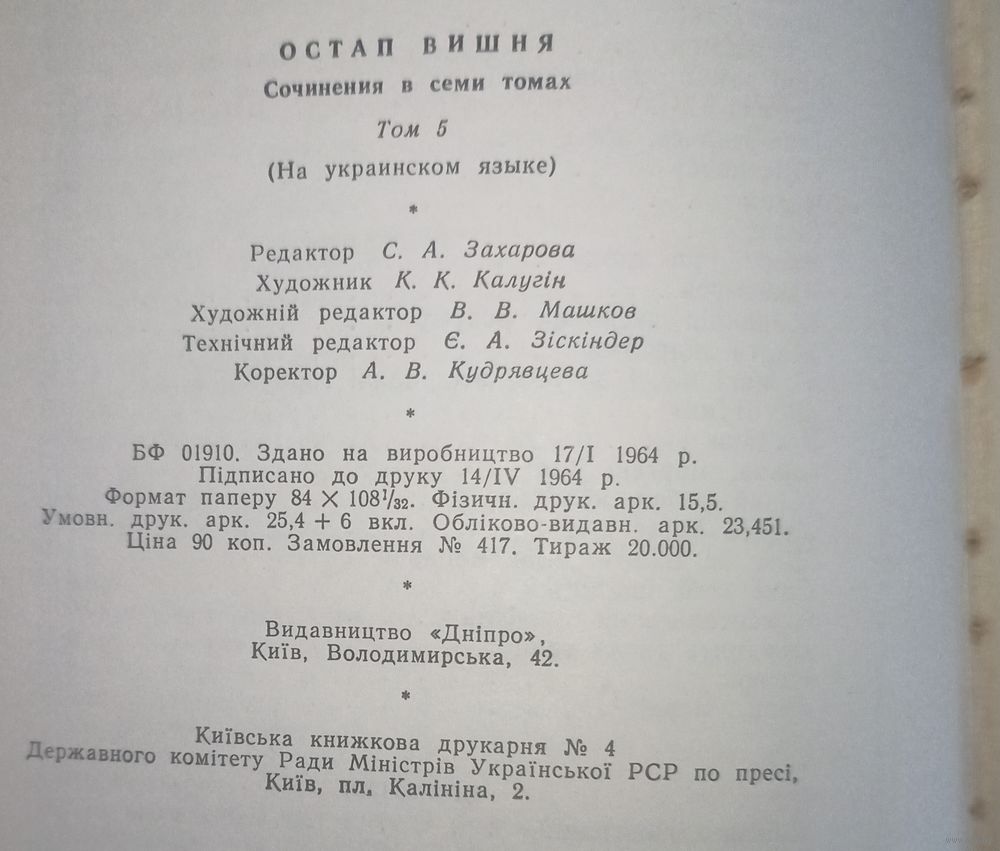 ОСТАП ВИШНЯ
Сочинения в семи томах
Том 5
(На украинском языке)
*
Редактор С. А. Захарова
Художник К. К. Калугін
Художній редактор В. В. Машков
Технічний редактор Є. А. Зіскіндер
Коректор А. В. Кудрявцева
*
БФ 01910. Здано на виробництво 17/I 1964 р.
Підписано до друку 14/IV 1964 р.
Формат паперу 84 × 108¹/₃₂. Фізичн. друк. арк. 15,5.
Умовн. друк. арк. 25,4 + 6 вкл. Обліково-видавн. арк. 23,451.
Ціна 90 коп. Замовлення № 417. Тираж 20.000.
*
Видавництво «Дніпро»,
Київ, Володимирська, 42.
*
Київська книжкова друкарня № 4
Державного комітету Ради Міністрів Української РСР по пресі,
Київ, пл. Калініна, 2.